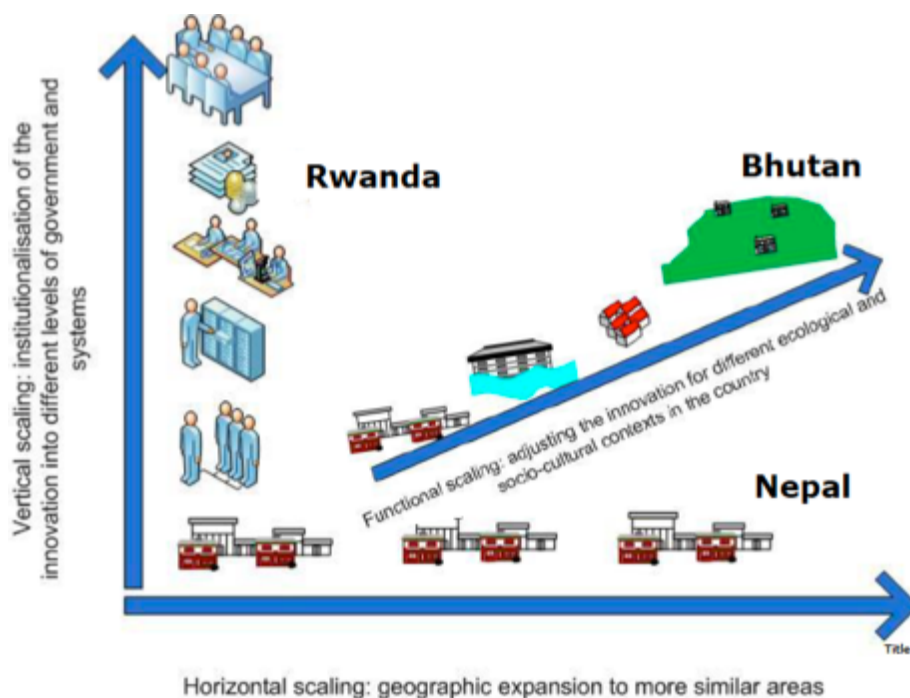 Vertical scaling: institutionalisation of the
innovation into different levels of government and
systems
Rwanda
Bhutan
Functional scaling: adjusting the innovation for different ecological and
socio-cultural contexts in the country
Nepal
Title
Horizontal scaling: geographic expansion to more similar areas